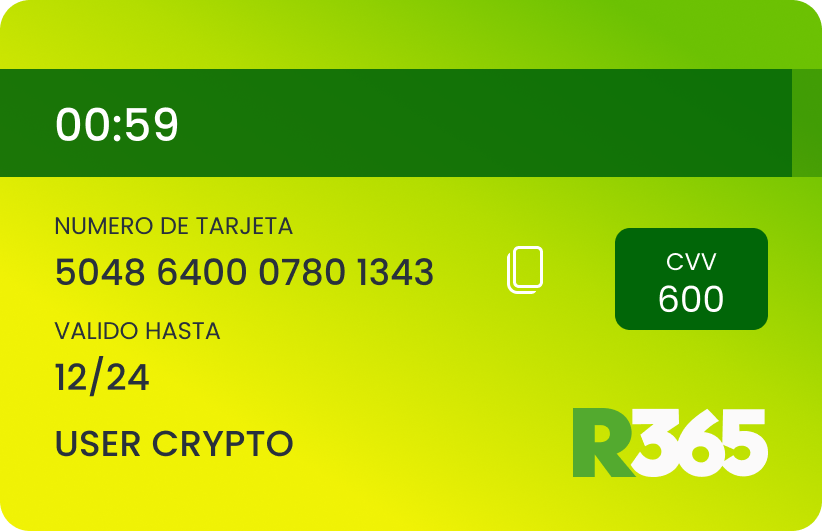 00:59
NUMERO DE TARJETA
5048 6400 0780 1343
CVV
600
VALIDO HASTA
12/24
USER CRYPTO
R365